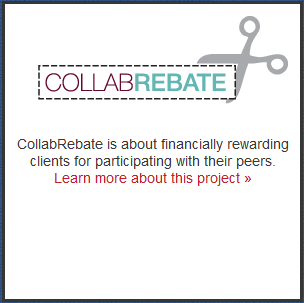 COLLABREBATE
CollabRebate is about financially rewarding
clients for participating with their peers.
Learn more about this project »